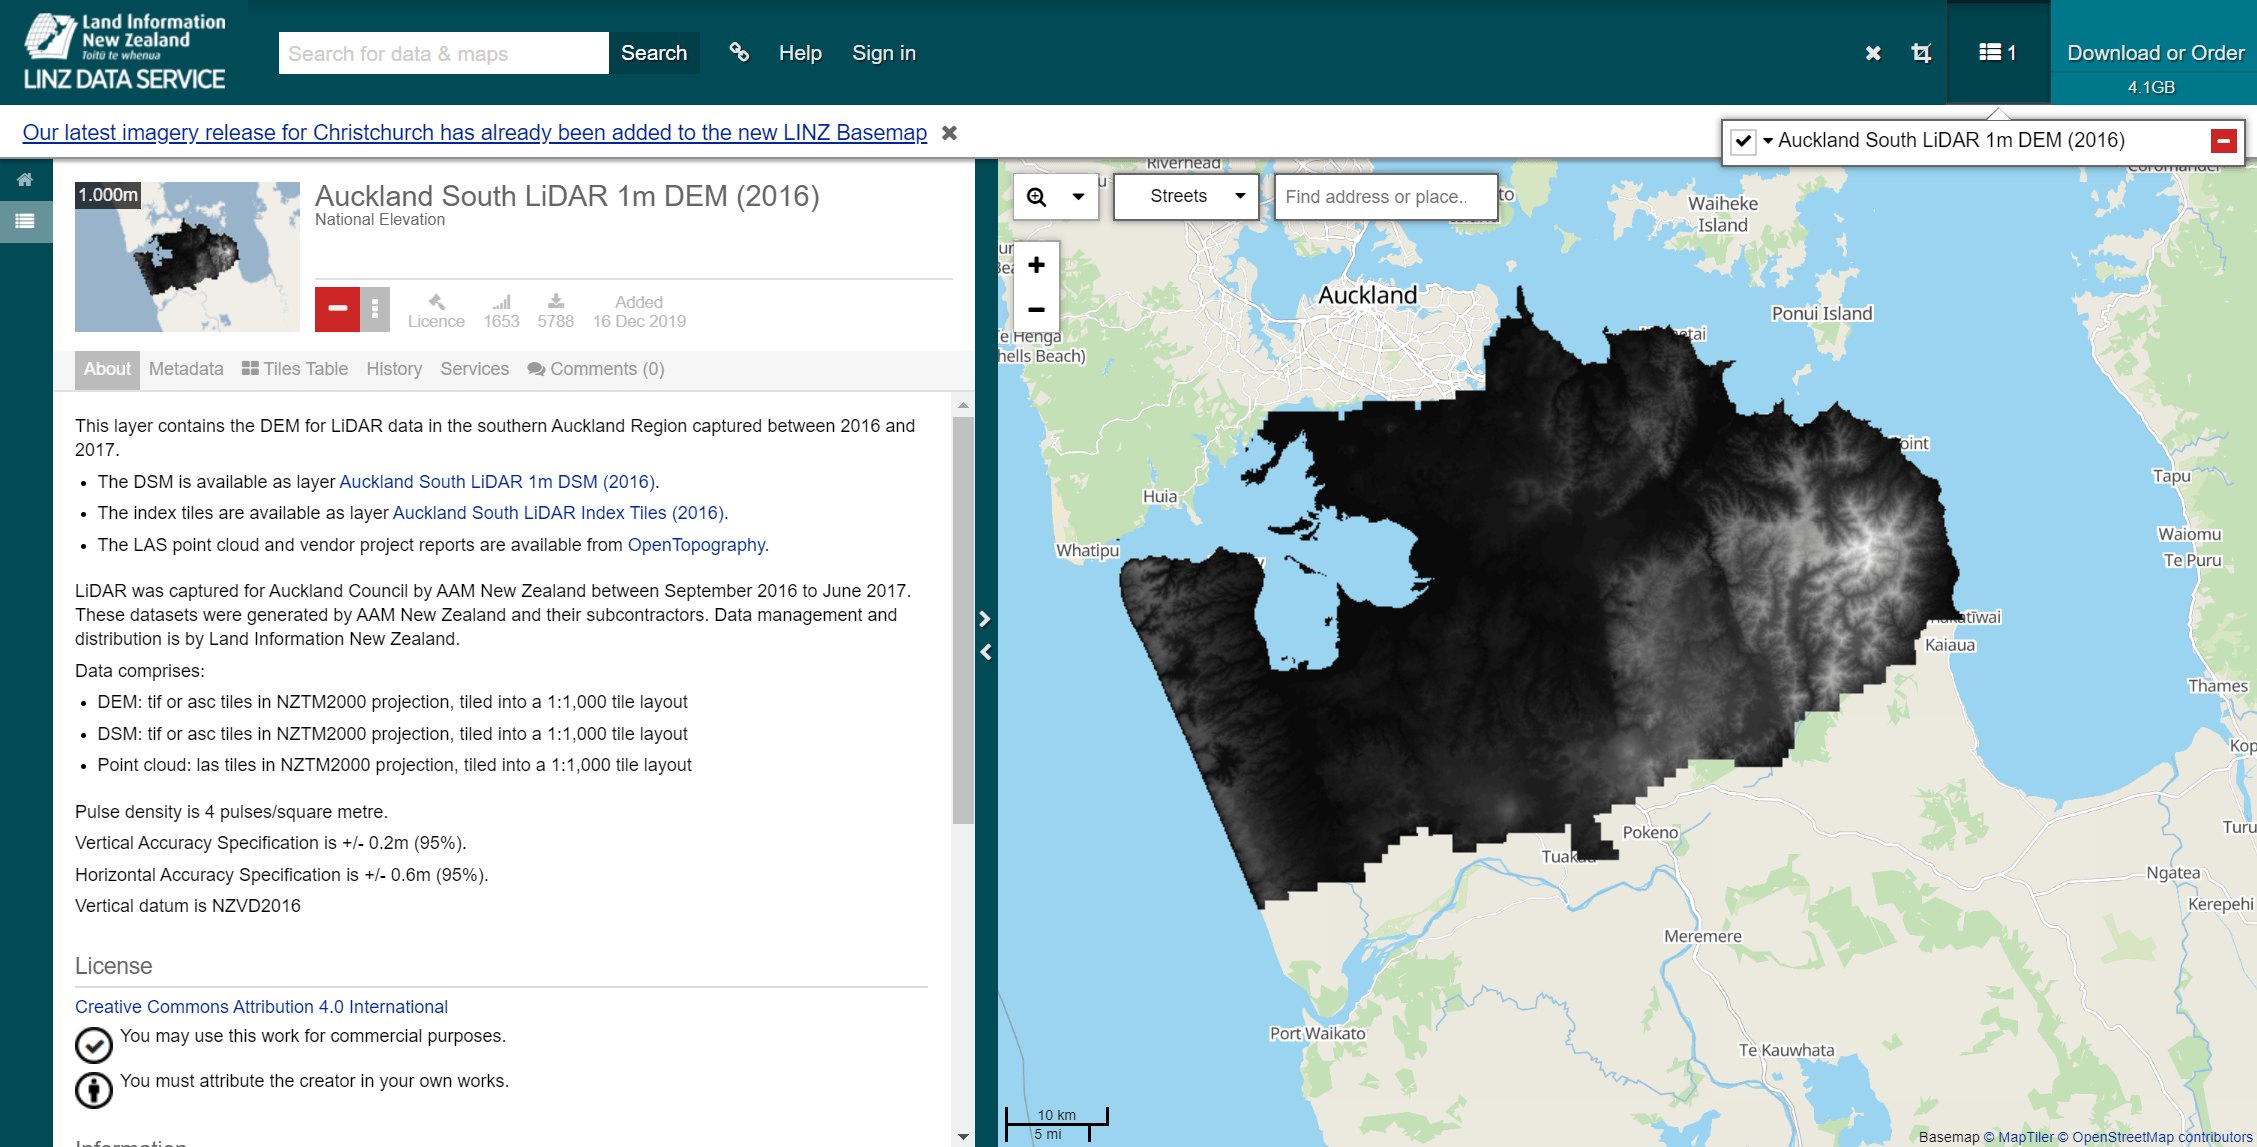 Land Information
New Zealand
Toitū te whenua
LINZ DATA SERVICE
Search for data & maps
Search
Help
Sign in
1
Download or Order
4.1GB
Our latest imagery release for Christchurch has already been added to the new LINZ Basemap
Auckland South LiDAR 1m DEM (2016)
1.000m
Auckland South LiDAR 1m DEM (2016)
National Elevation
Licence
1653
5788
Added
16 Dec 2019
About
Metadata
Tiles Table
History
Services
Comments (0)
This layer contains the DEM for LiDAR data in the southern Auckland Region captured between 2016 and
2017.
• The DSM is available as layer Auckland South LiDAR 1m DSM (2016).
• The index tiles are available as layer Auckland South LiDAR Index Tiles (2016).
• The LAS point cloud and vendor project reports are available from OpenTopography.
LiDAR was captured for Auckland Council by AAM New Zealand between September 2016 to June 2017.
These datasets were generated by AAM New Zealand and their subcontractors. Data management and
distribution is by Land Information New Zealand.
Data comprises:
• DEM: tif or asc tiles in NZTM2000 projection, tiled into a 1:1,000 tile layout
• DSM: tif or asc tiles in NZTM2000 projection, tiled into a 1:1,000 tile layout
• Point cloud: las tiles in NZTM2000 projection, tiled into a 1:1,000 tile layout
Pulse density is 4 pulses/square metre.
Vertical Accuracy Specification is +/- 0.2m (95%).
Horizontal Accuracy Specification is +/- 0.6m (95%).
Vertical datum is NZVD2016
License
Creative Commons Attribution 4.0 International
You may use this work for commercial purposes.
You must attribute the creator in your own works.
Information
Riverhead
Streets
Find address or place..
Waiheke
Island
Coromandel
Auckland
Ponui Island
Te Henga
hells Beach)
oint
Huia
Tapu
Whatipu
Waiomu
Te Puru
Kaiaua
Thames
Kop
Pokeno
Turu
Ngatea
Kerepehi
Meremere
Port Waikato
Te Kauwhata
10 km
5 mi
Basemap © MapTiler © OpenStreetMap contributors